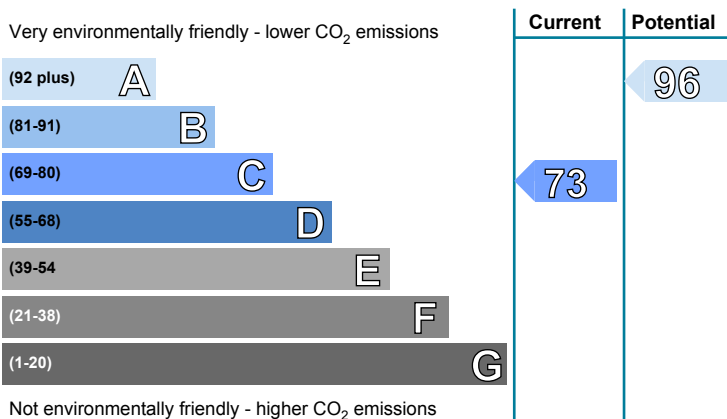 Current Potential
Very environmentally friendly - lower CO2 emissions
(92 plus) A 96
(81-91) B
(69-80) C 73
(55-68) D
(39-54 E
(21-38) F
(1-20) G
Not environmentally friendly - higher CO2 emissions